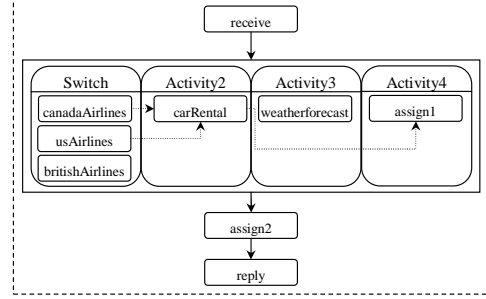 receive
Switch Activity2 Activity3 Activity4
canadaAirlines carRental weatherforecast assign1
usAirlines
britishAirlines
assign2
reply